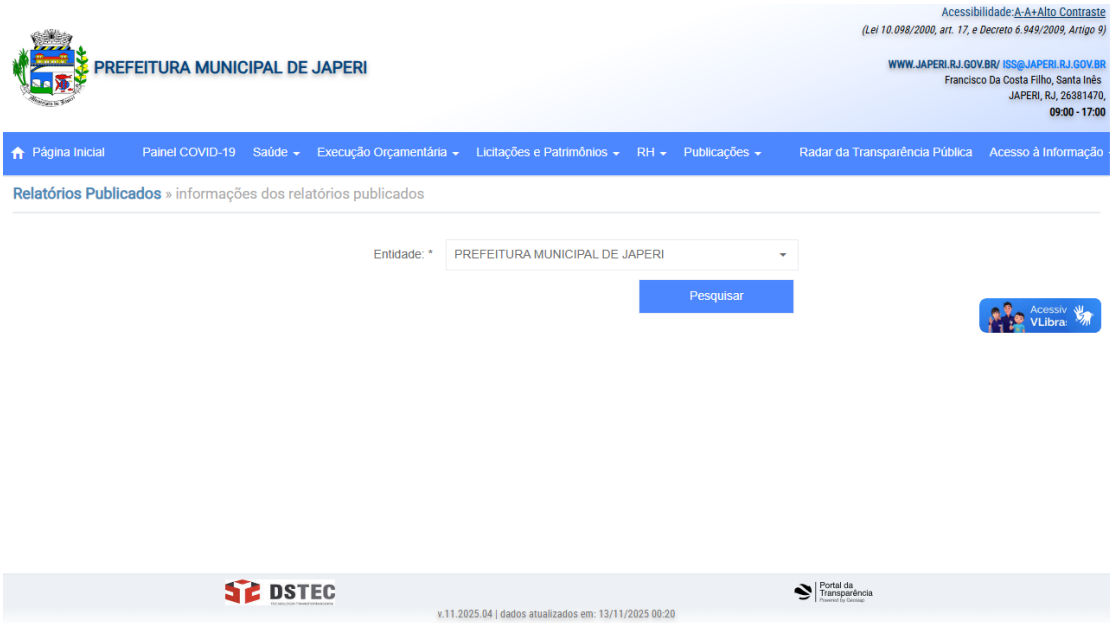 Acessibilidade:A-A+Alto Contraste
(Lei 10.098/2000, art. 17, e Decreto 6.949/2009, Artigo 9)
PREFEITURA MUNICIPAL DE JAPERI
WWW.JAPERI.RJ.GOV.BR/ ISS@JAPERI.RJ.GOV.BR
Francisco Da Costa Filho, Santa Inês
JAPERI, RJ, 26381470,
09:00 - 17:00
Página Inicial Painel COVID-19 Saúde Execução Orçamentária Licitações e Patrimônios RH Publicações Radar da Transparência Pública Acesso à Informação
Relatórios Publicados » informações dos relatórios publicados
Entidade: * PREFEITURA MUNICIPAL DE JAPERI
Pesquisar
Acessív
VLibra
DSTEC
Portal da
Transparência
v.11.2025.04 | dados atualizados em: 13/11/2025 00:20